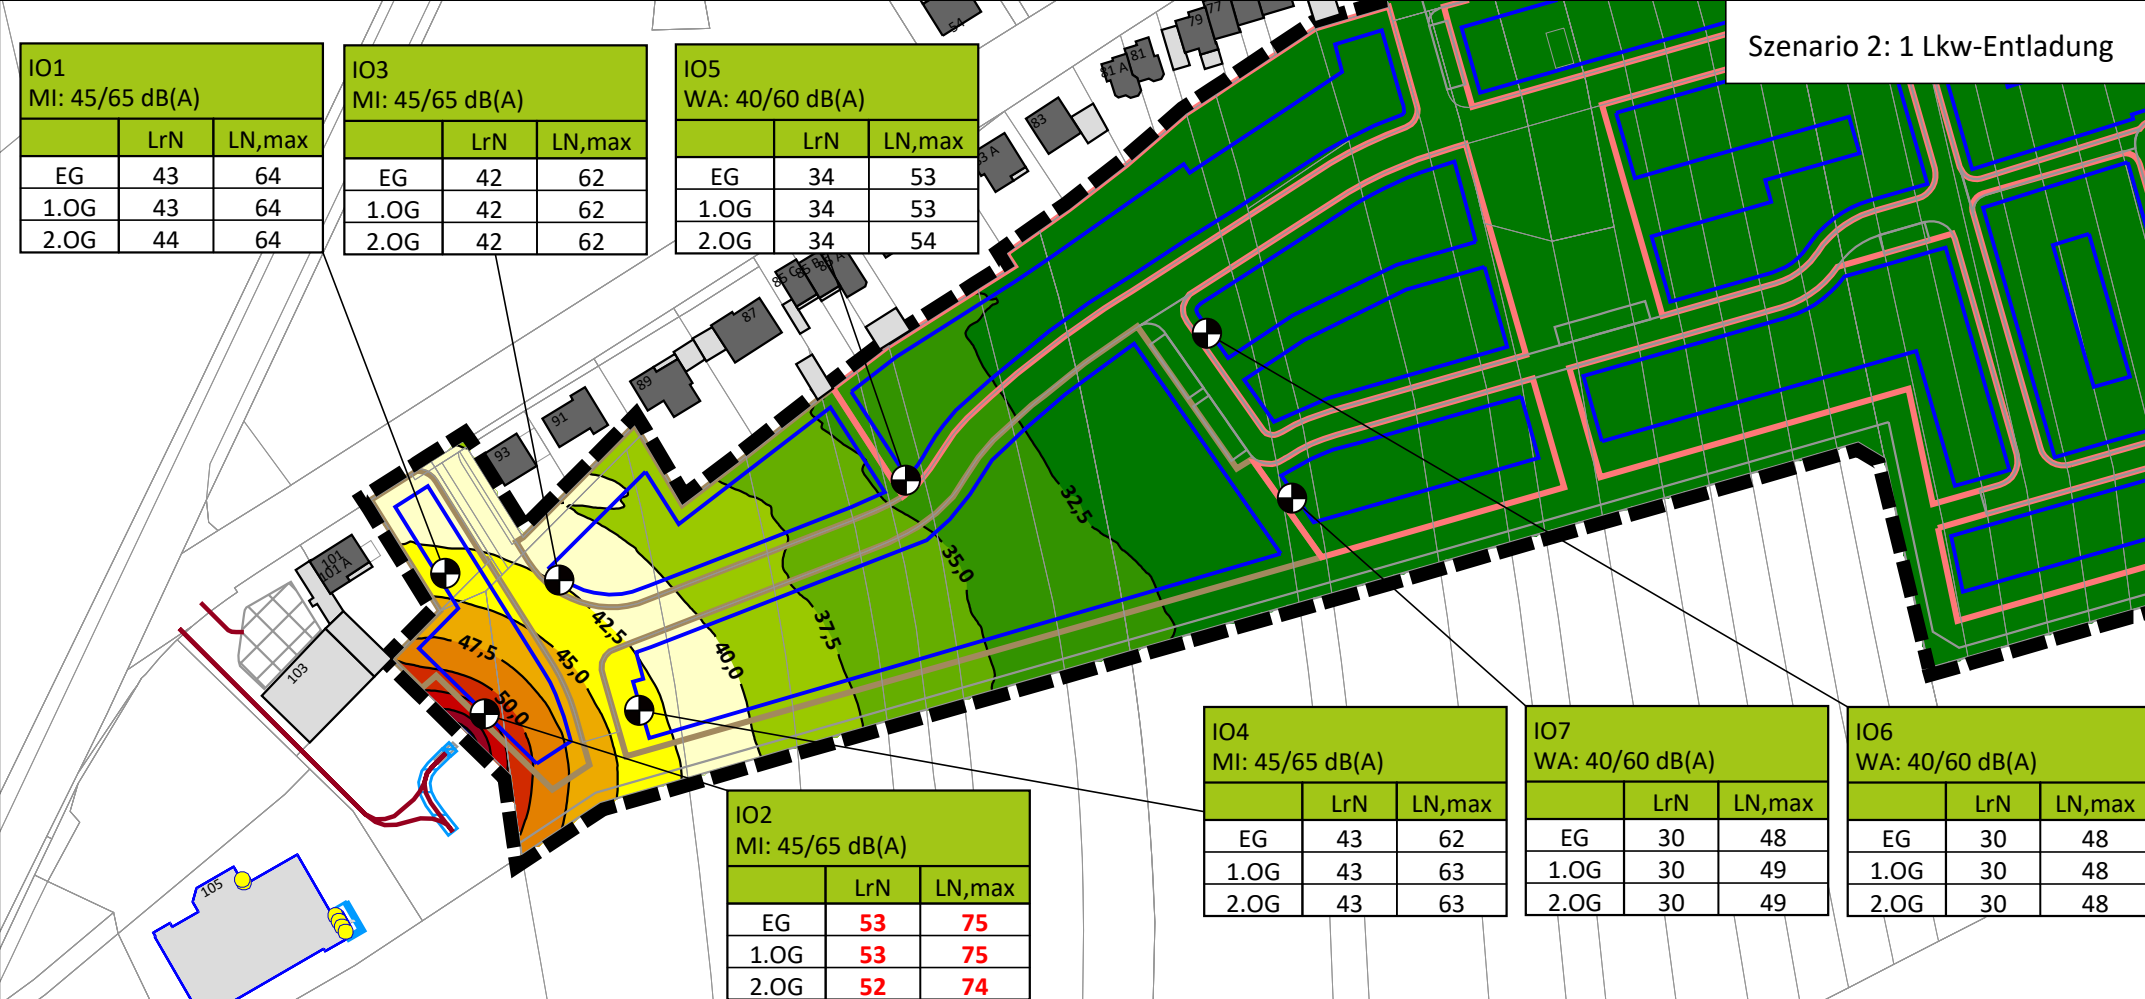 Szenario 2: 1 Lkw-Entladung
IO1
MI: 45/65 dB(A)
LrN LN,max
EG 43 64
1.OG 43 64
2.OG 44 64
IO3
MI: 45/65 dB(A)
LrN LN,max
EG 42 62
1.OG 42 62
2.OG 42 62
IO5
WA: 40/60 dB(A)
LrN LN,max
EG 34 53
1.OG 34 53
2.OG 34 54
54
77
79
81
81 A
83
85 C
87
89
91
93
101
101 A
103
105
32,5
35,0
37,5
40,0
42,5
45,0
47,5
50,0
IO2
MI: 45/65 dB(A)
LrN LN,max
EG 53 75
1.OG 53 75
2.OG 52 74
IO4
MI: 45/65 dB(A)
LrN LN,max
EG 43 62
1.OG 43 63
2.OG 43 63
IO7
WA: 40/60 dB(A)
LrN LN,max
EG 30 48
1.OG 30 49
2.OG 30 49
IO6
WA: 40/60 dB(A)
LrN LN,max
EG 30 48
1.OG 30 48
2.OG 30 48